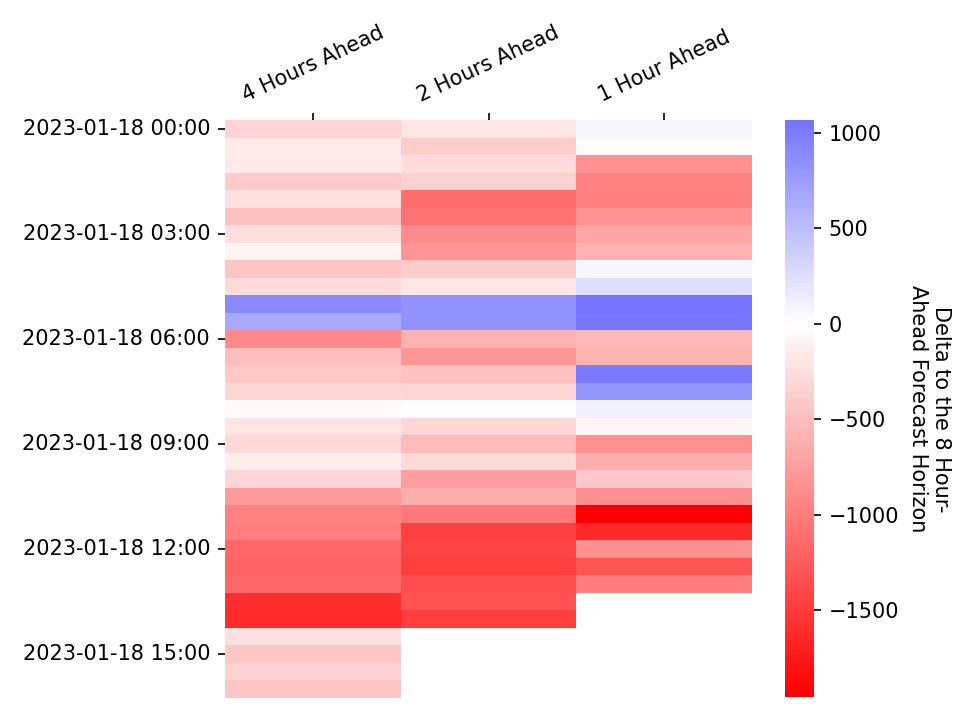 4 Hours Ahead
2 Hours Ahead
1 Hour Ahead
2023-01-18 00:00
2023-01-18 03:00
2023-01-18 06:00
2023-01-18 09:00
2023-01-18 12:00
2023-01-18 15:00
1000
500
0
−500
−1000
−1500
Delta to the 8 Hour-
Ahead Forecast Horizon